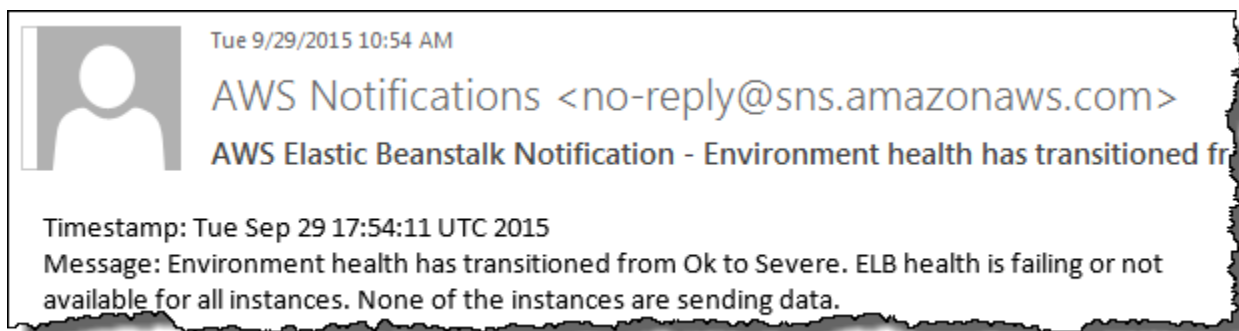 Tue 9/29/2015 10:54 AM
AWS Notifications <no-reply@sns.amazonaws.com>
AWS Elastic Beanstalk Notification - Environment health has transitioned
Timestamp: Tue Sep 29 17:54:11 UTC 2015
Message: Environment health has transitioned from Ok to Severe. ELB health is failing or not
available for all instances. None of the instances are sending data.